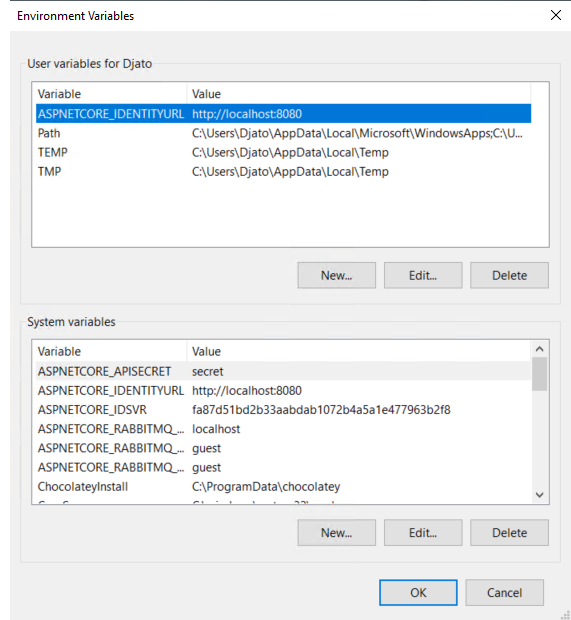 Environment Variables
User variables for Djato
Variable Value
ASPNETCORE_IDENTITYURL http://localhost:8080
Path C:\Users\Djato\AppData\Local\Microsoft\WindowsApps;C:\U...
TEMP C:\Users\Djato\AppData\Local\Temp
TMP C:\Users\Djato\AppData\Local\Temp
New... Edit... Delete
System variables
Variable Value
ASPNETCORE_APISECRET secret
ASPNETCORE_IDENTITYURL http://localhost:8080
ASPNETCORE_IDSVR fa87d51bd2b33aabdab1072b4a5a1e477963b2f8
ASPNETCORE_RABBITMQ_... localhost
ASPNETCORE_RABBITMQ_... guest
ASPNETCORE_RABBITMQ_... guest
ChocolateyInstall C:\ProgramData\chocolatey
New... Edit... Delete
OK Cancel